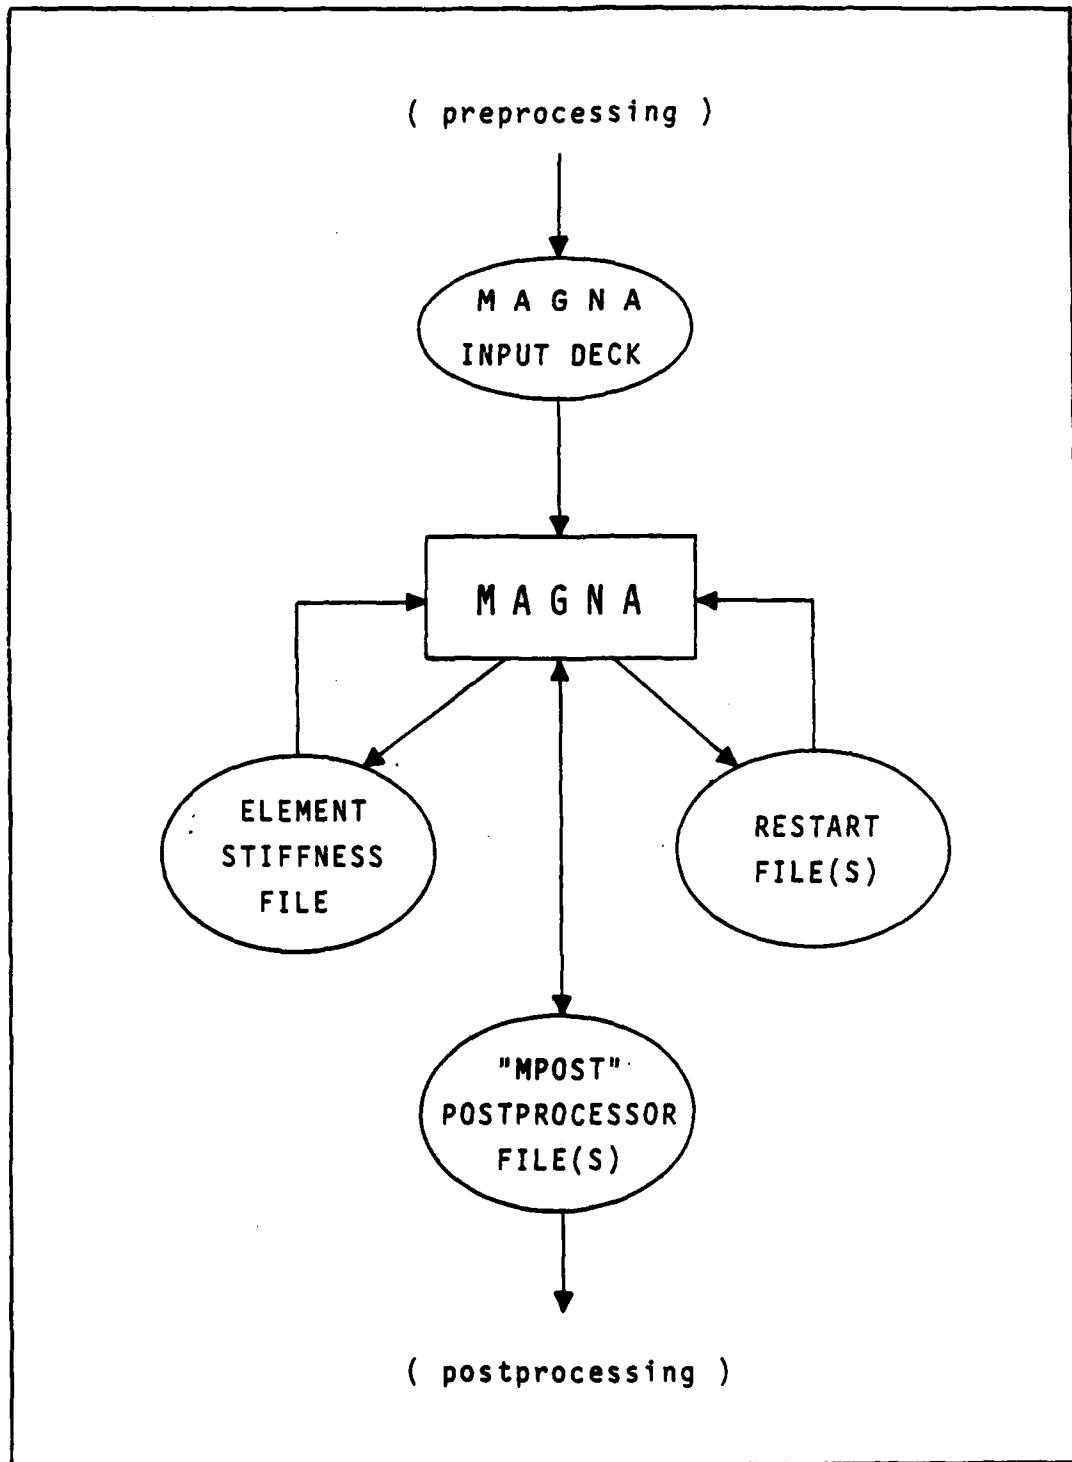 ( preprocessing )
M A G N A
INPUT DECK
M A G N A
ELEMENT
STIFFNESS
FILE
RESTART
FILE(S)
"MPOST"
POSTPROCESSOR
FILE(S)
( postprocessing )